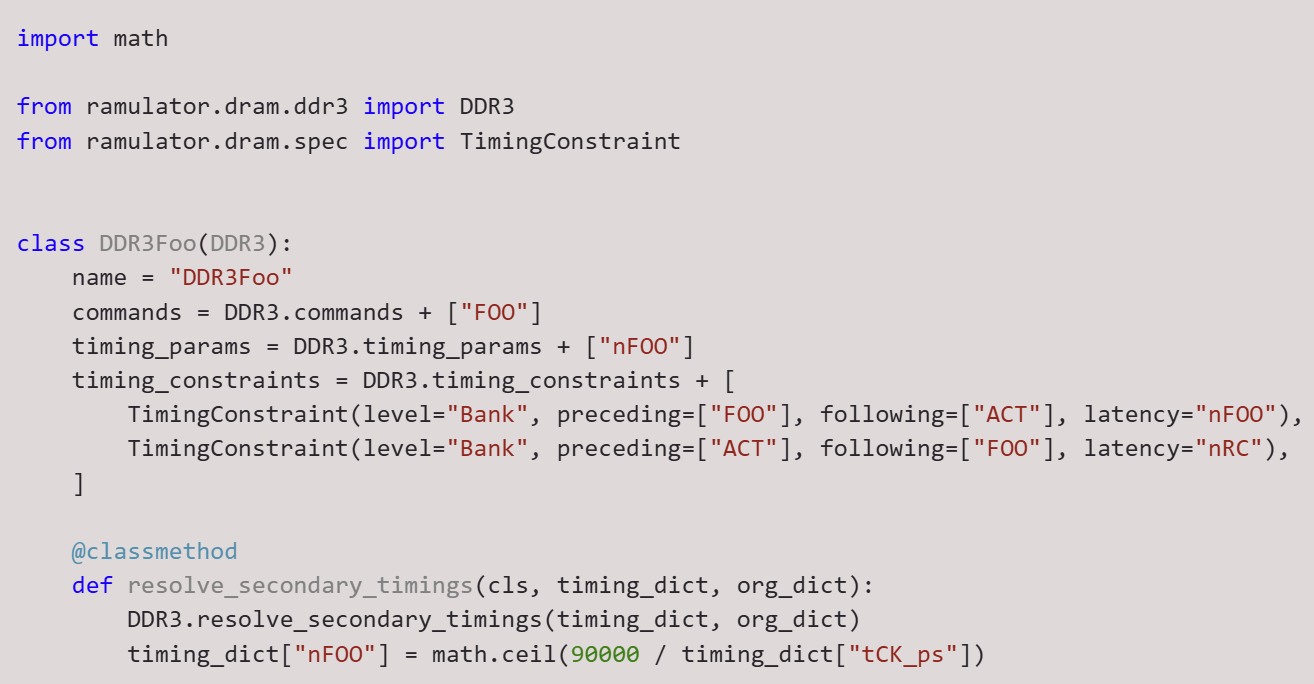 import math

from ramulator.dram.ddr3 import DDR3
from ramulator.dram.spec import TimingConstraint


class DDR3Foo(DDR3):
    name = "DDR3Foo"
    commands = DDR3.commands + ["FOO"]
    timing_params = DDR3.timing_params + ["nFOO"]
    timing_constraints = DDR3.timing_constraints + [
        TimingConstraint(level="Bank", preceding=["FOO"], following=["ACT"], latency="nFOO"),
        TimingConstraint(level="Bank", preceding=["ACT"], following=["FOO"], latency="nRC"),
    ]

    @classmethod
    def resolve_secondary_timings(cls, timing_dict, org_dict):
        DDR3.resolve_secondary_timings(timing_dict, org_dict)
        timing_dict["nFOO"] = math.ceil(90000 / timing_dict["tCK_ps"])